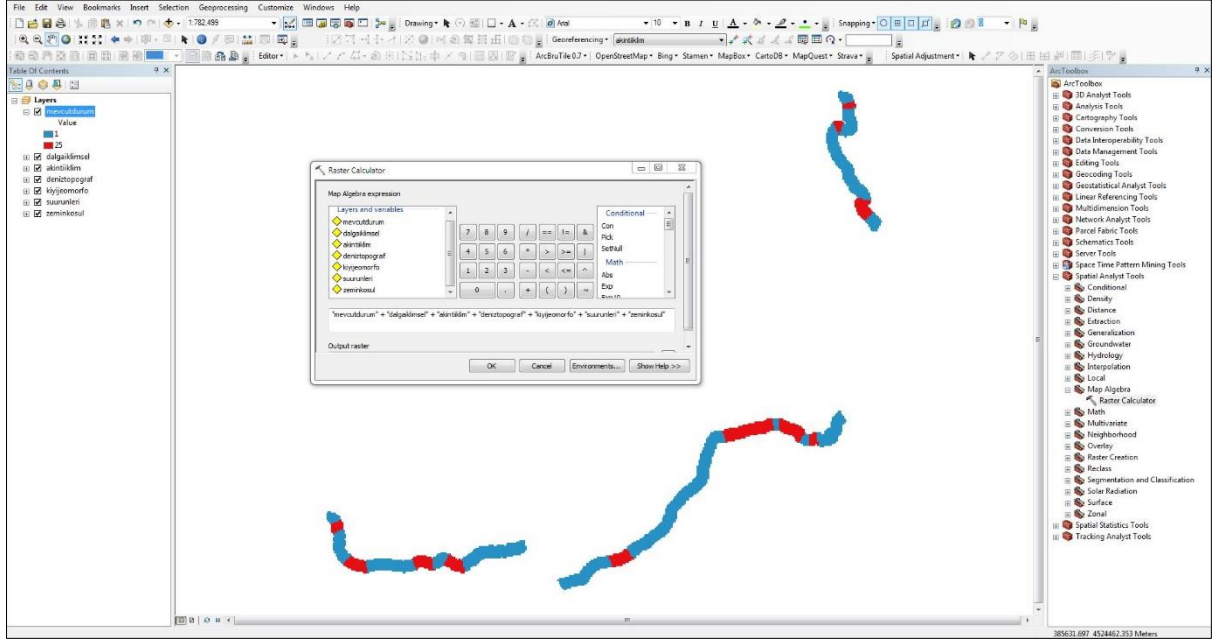 File Edit View Bookmarks Insert Selection Geoprocessing Customize Windows Help
1:782.499 Drawing Arial 10 B I U A Snapping 8
Georeferencing akintiiklim
Editor ArcBruTile 0.7 OpenStreetMap Bing Stamen MapBox CartoDB MapQuest Strava Spatial Adjustment
Table Of Contents
Layers
mevcutdurum
Value
1
25
dalgaiklimsel
akintiiklim
deniztopograf
kiyijeomorfo
suurunleri
zeminkosul
Raster Calculator
Map Algebra expression
Layers and variables
mevcutdurum
dalgaiklimsel
akintiiklim
deniztopograf
kiyijeomorfo
suurunleri
zeminkosul
7 8 9 / == != &
4 5 6 * > >= |
1 2 3 - < <= ^
0 . + ( ) ~
Conditional
Con
Pick
SetNull
Math
Abs
Exp
Exp10
"mevcutdurum" + "dalgaiklimsel" + "akintiiklim" + "deniztopograf" + "kiyijeomorfo" + "suurunleri" + "zeminkosul"
Output raster
OK Cancel Environments... Show Help >>
ArcToolbox
ArcToolbox
3D Analyst Tools
Analysis Tools
Cartography Tools
Conversion Tools
Data Interoperability Tools
Data Management Tools
Editing Tools
Geocoding Tools
Geostatistical Analyst Tools
Linear Referencing Tools
Multidimension Tools
Network Analyst Tools
Parcel Fabric Tools
Schematics Tools
Server Tools
Space Time Pattern Mining Tools
Spatial Analyst Tools
Conditional
Density
Distance
Extraction
Generalization
Groundwater
Hydrology
Interpolation
Local
Map Algebra
Raster Calculator
Math
Multivariate
Neighborhood
Overlay
Raster Creation
Reclass
Segmentation and Classification
Solar Radiation
Surface
Zonal
Spatial Statistics Tools
Tracking Analyst Tools
385631.697 4524462.353 Meters